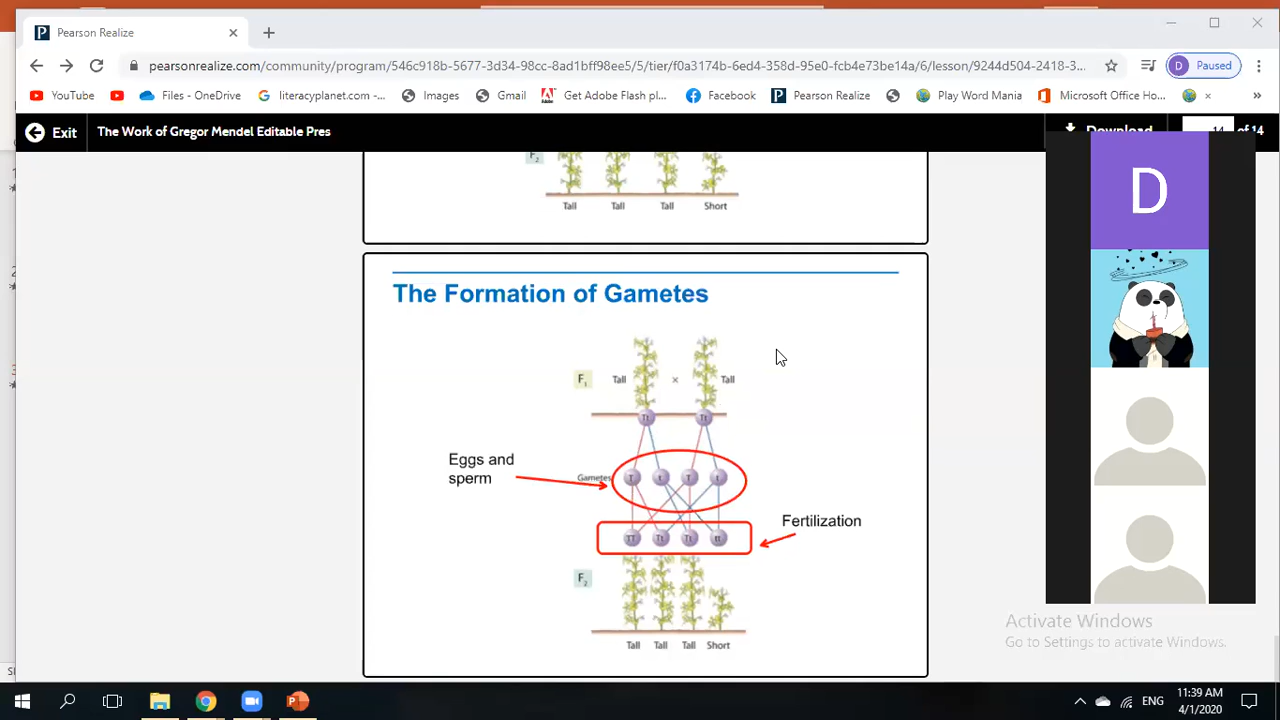 Pearson Realize
pearsonrealize.com/community/program/546c918b-5677-3d34-98cc-8ad1bff98ee5/5/tier/f0a3174b-6ed4-358d-95e0-fcb4e73be14a/6/lesson/9244d504-2418-3...
D Paused
YouTube Files - OneDrive literacyplanet.com -... Images Gmail Get Adobe Flash pl... Facebook Pearson Realize Play Word Mania Microsoft Office Ho... »
Exit The Work of Gregor Mendel Editable Pres Download 14 of 14
D
F2
Tall Tall Tall Short
The Formation of Gametes
F1 Tall × Tall
Tt Tt
Eggs and
sperm
Gametes T t T t
Fertilization
TT Tt Tt tt
F2
Tall Tall Tall Short
Activate Windows
Go to Settings to activate Windows.
ENG
11:39 AM
4/1/2020